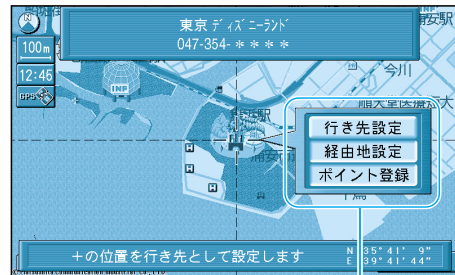 東京ディズニーランド
047-354-＊＊＊＊
INF
100m
12:46
GPS
INF
今川
行き先設定
経由地設定
ポイント登録
+の位置を行き先として設定します
N 35°41' 9"
E 139°41'44"